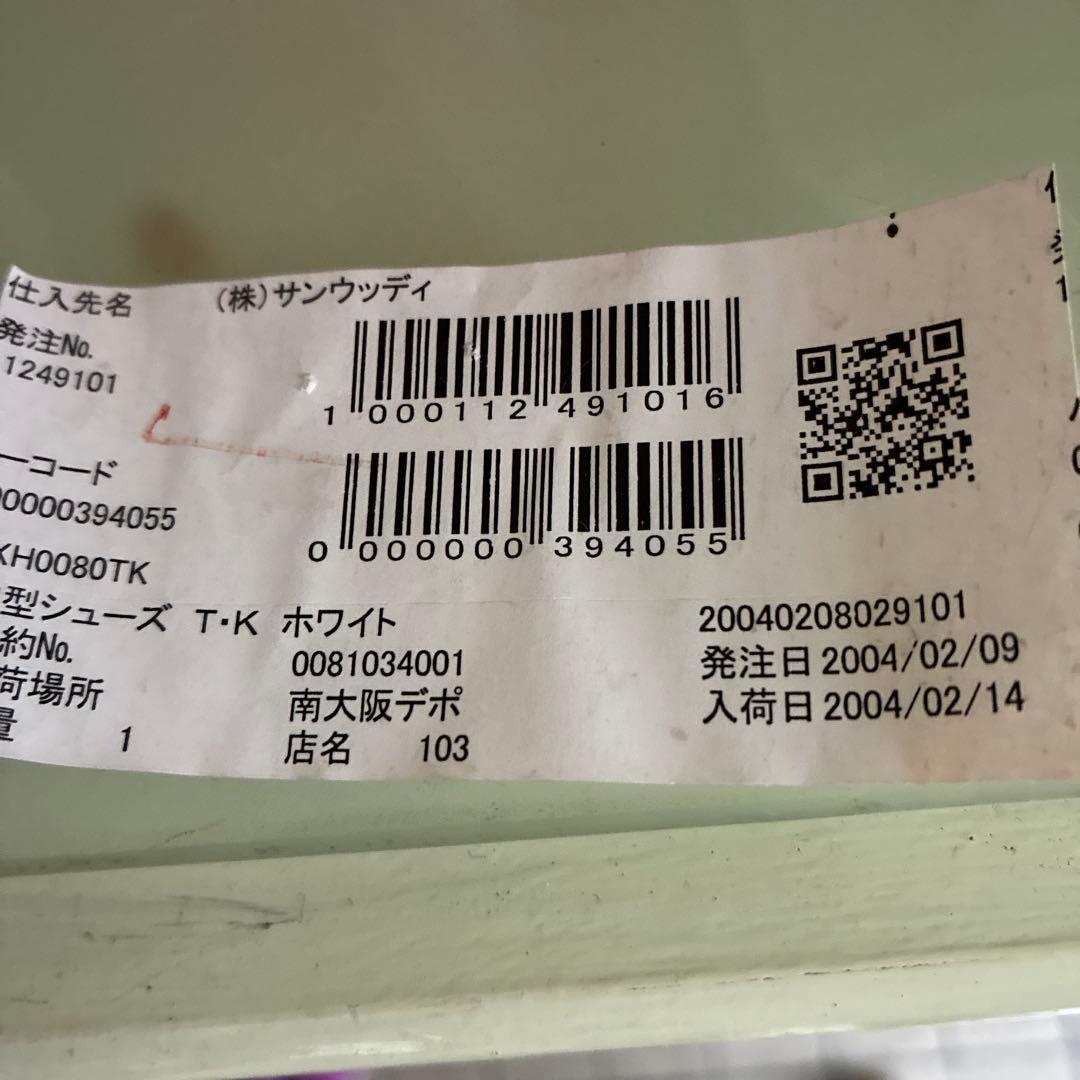 仕入先名 (株)サンウッディ
発注No.
1249101
1 000112 491016
ーコード
00000394055
0 000000 394055
KH0080TK
型シューズ T・K ホワイト
約No. 0081034001
荷場所 南大阪デポ
量 1 店名 103
20040208029101
発注日 2004/02/09
入荷日 2004/02/14